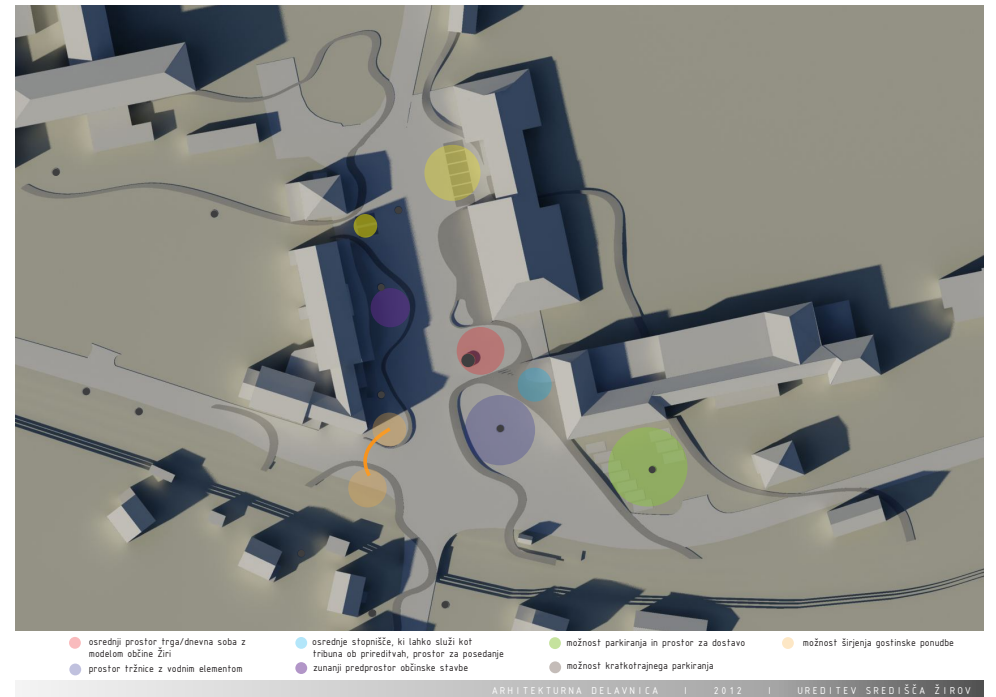 osrednji prostor trga/dnevna soba z
modelom občine Žiri
prostor tržnice z vodnim elementom
osrednje stopnišče, ki lahko služi kot
tribuna ob prireditvah, prostor za posedanje
zunanji predprostor občinske stavbe
možnost parkiranja in prostor za dostavo
možnost kratkotrajnega parkiranja
možnost širjenja gostinske ponudbe
ARHITEKTURNA DELAVNICA | 2012 | UREDITEV SREDIŠČA ŽIROV